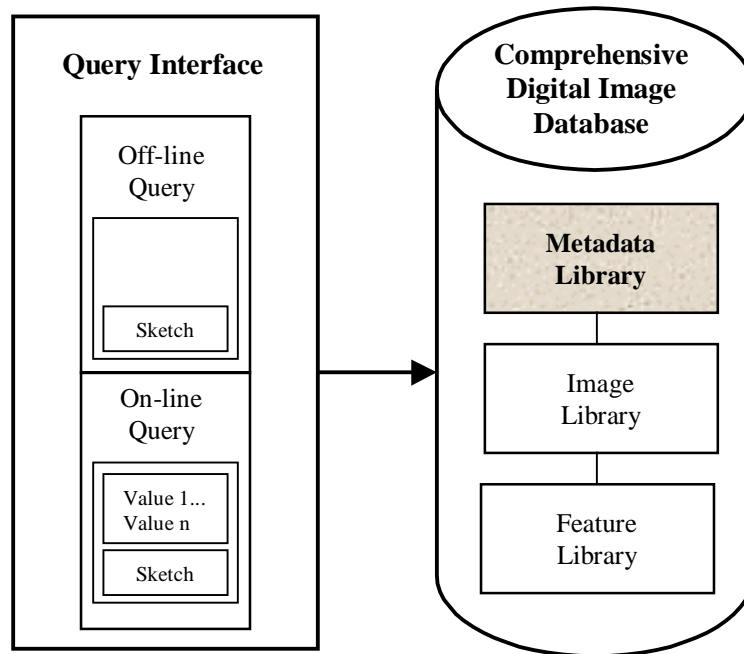 Query Interface
Off-line
Query
Sketch
On-line
Query
Value 1...
Value n
Sketch
Comprehensive
Digital Image
Database
Metadata
Library
Image
Library
Feature
Library